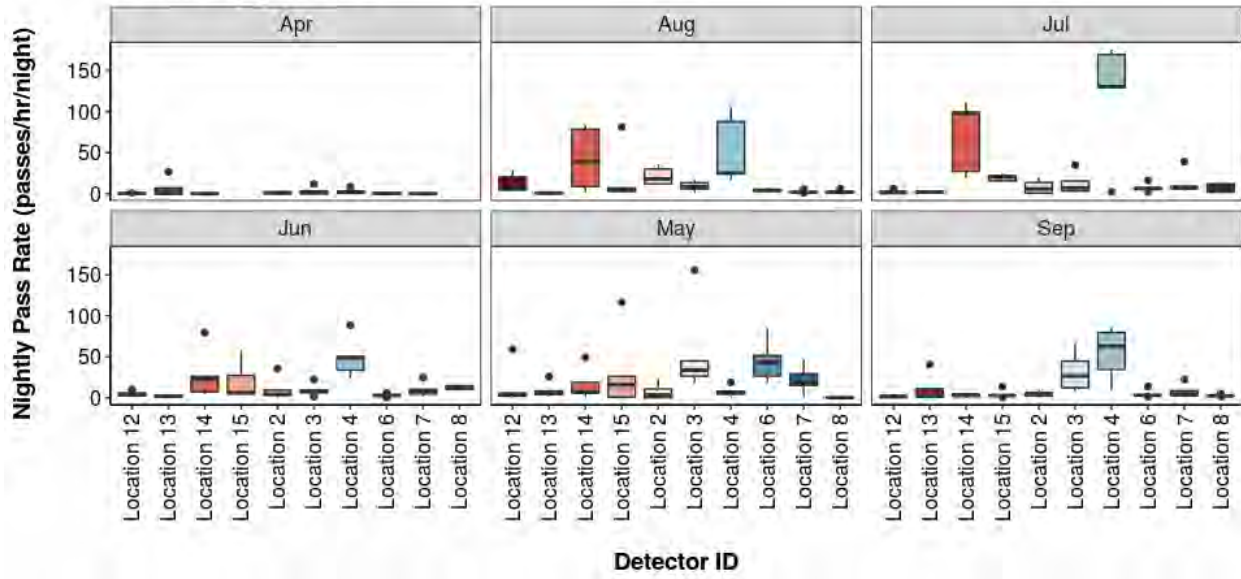 Nightly Pass Rate (passes/hr/night)
Apr
Aug
Jul
150
100
50
0
Jun
May
Sep
150
100
50
0
Location 12
Location 13
Location 14
Location 15
Location 2
Location 3
Location 4
Location 6
Location 7
Location 8
Location 12
Location 13
Location 14
Location 15
Location 2
Location 3
Location 4
Location 6
Location 7
Location 8
Location 12
Location 13
Location 14
Location 15
Location 2
Location 3
Location 4
Location 6
Location 7
Location 8
Detector ID